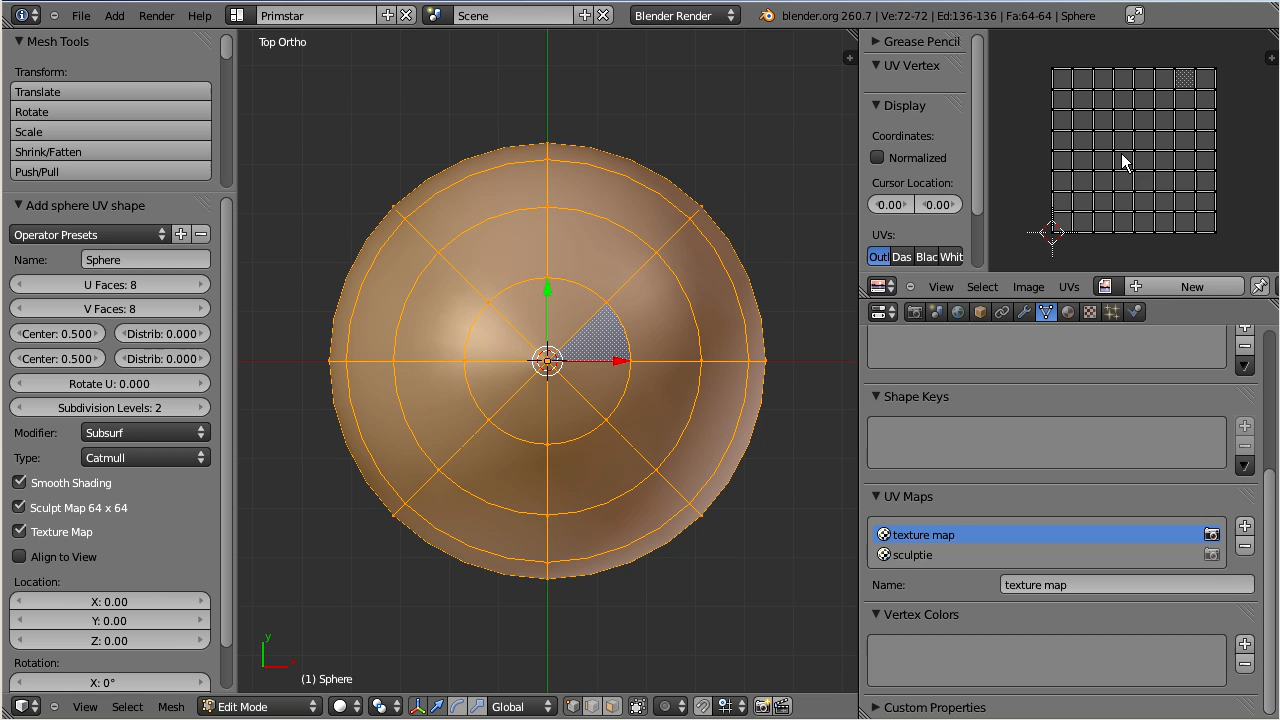 File Add Render Help Primstar Scene Blender Render blender.org 260.7 | Ve:72-72 | Ed:136-136 | Fa:64-64 | Sphere
Mesh Tools
Transform:
Translate
Rotate
Scale
Shrink/Fatten
Push/Pull
Add sphere UV shape
Operator Presets
Name: Sphere
U Faces: 8
V Faces: 8
Center: 0.500 Distrib: 0.000
Center: 0.500 Distrib: 0.000
Rotate U: 0.000
Subdivision Levels: 2
Modifier: Subsurf
Type: Catmull
Smooth Shading
Sculpt Map 64 x 64
Texture Map
Align to View
Location:
X: 0.00
Y: 0.00
Z: 0.00
Rotation:
X: 0°
Top Ortho
y
x
(1) Sphere
View Select Mesh Edit Mode Global
Grease Pencil
UV Vertex
Display
Coordinates:
Normalized
Cursor Location:
0.00 0.00
UVs:
Outl Das Blac Whit
View Select Image UVs New
Shape Keys
UV Maps
texture map
sculptie
Name: texture map
Vertex Colors
Custom Properties